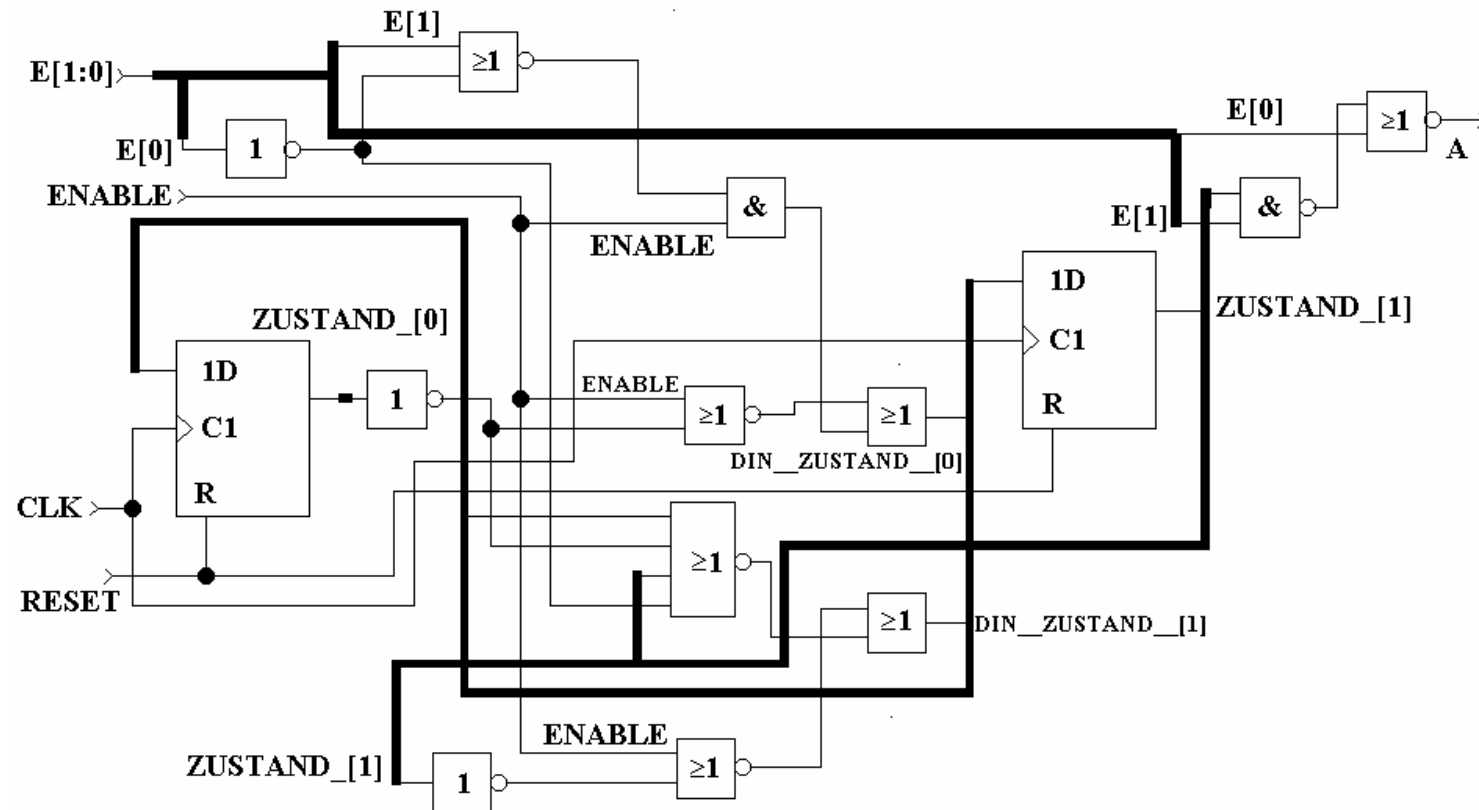 E[1]
≥1
E[1:0]
E[0]
≥1
E[0]
1
A
ENABLE
&
&
E[1]
ENABLE
1D
ZUSTAND_[0]
ZUSTAND_[1]
C1
1D
ENABLE
1
C1
≥1
≥1
R
DIN__ZUSTAND__[0]
R
CLK
≥1
RESET
≥1
DIN__ZUSTAND__[1]
ENABLE
ZUSTAND_[1]
1
≥1